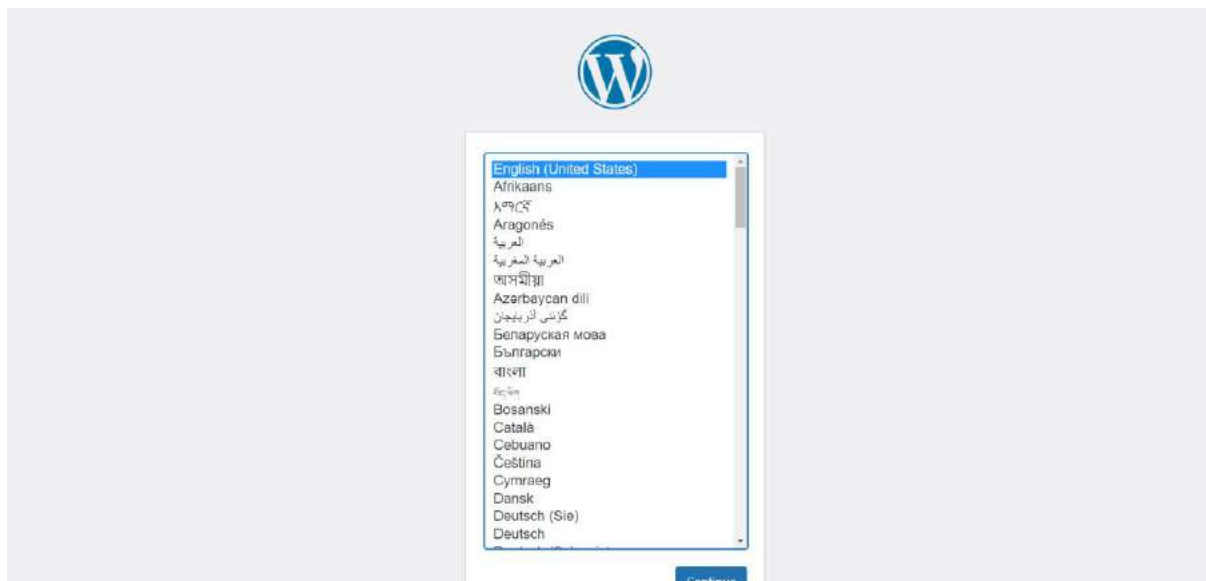 English (United States)
Afrikaans
አማርኛ
Aragonés
العربية
العربية المغربية
অসমীয়া
Azərbaycan dili
گؤنئی آذربایجان
Беларуская мова
Български
বাংলা
Bosanski
Català
Cebuano
Čeština
Cymraeg
Dansk
Deutsch (Sie)
Deutsch
Continue